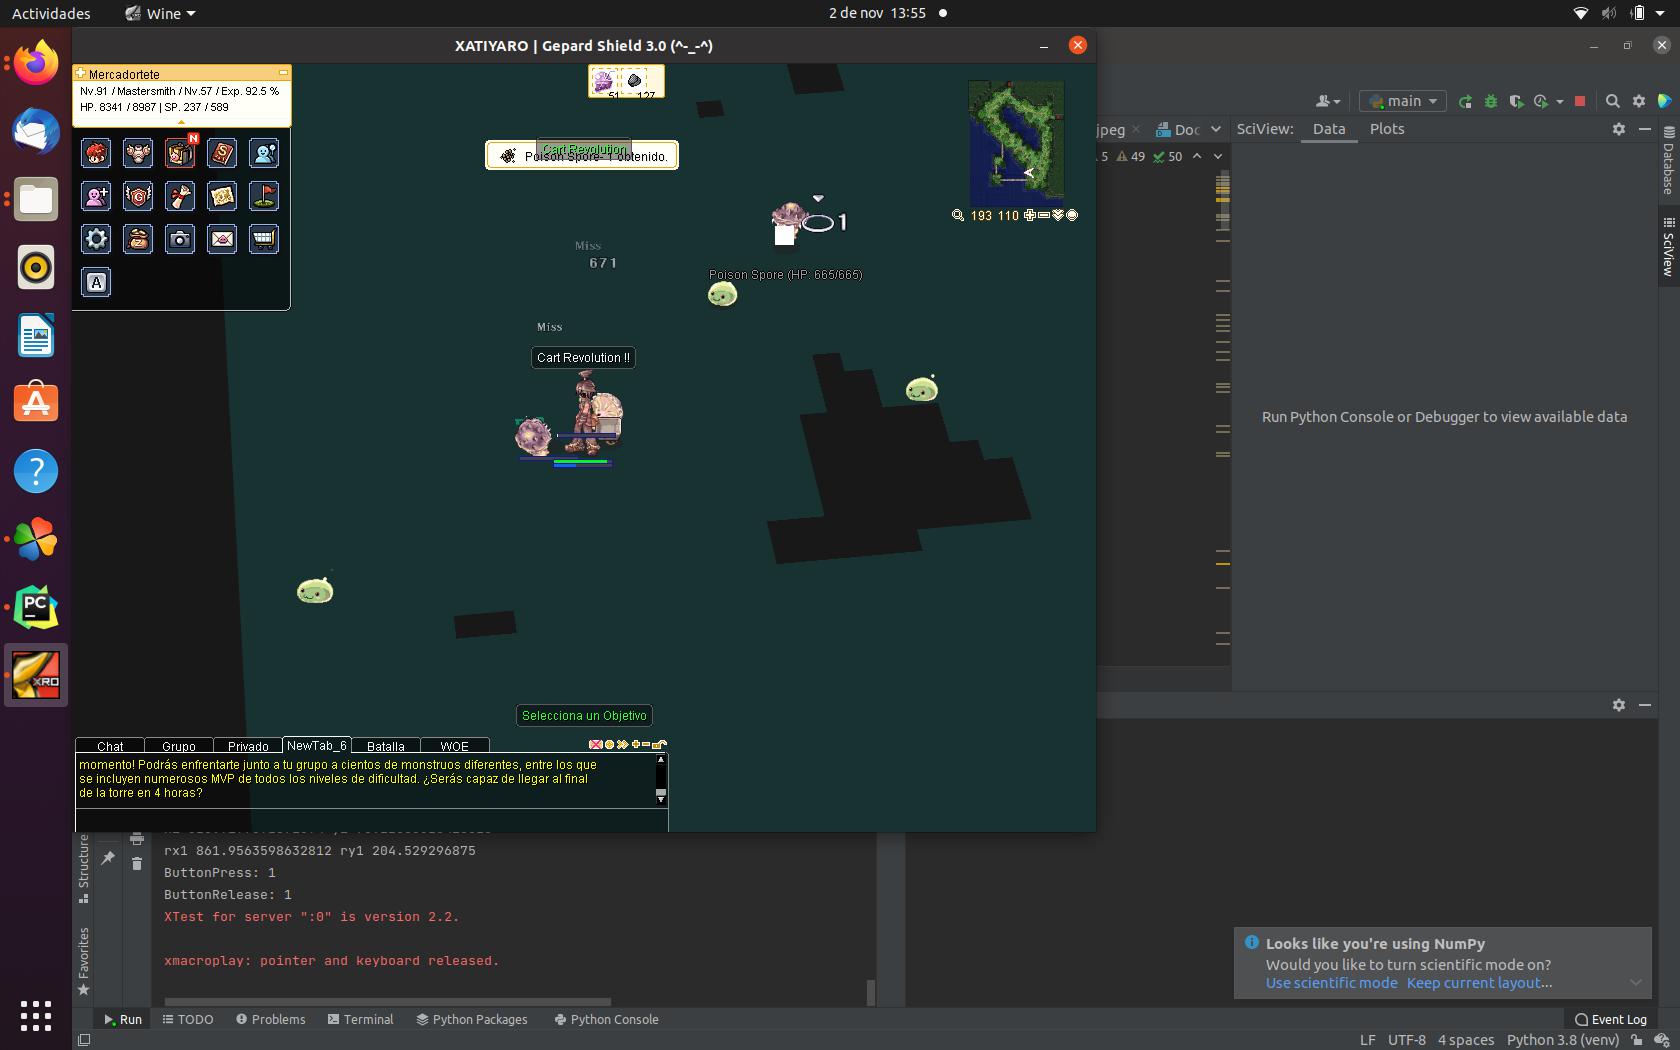 Actividades
Wine
2 de nov 13:55
XATIYARO | Gepard Shield 3.0 (^-_-^)
Mercadortete
Nv.91 / Mastersmith / Nv.57 / Exp. 92.5 %
HP. 8341 / 8987 | SP. 237 / 589
N
A
51 127
Cart Revolution
Poison Spore- 1 obtenido.
193 110
1
Miss
671
Poison Spore (HP: 665/665)
Miss
Cart Revolution !!
Selecciona un Objetivo
Chat Grupo Privado NewTab_6 Batalla WOE
momento! Podrás enfrentarte junto a tu grupo a cientos de monstruos diferentes, entre los que
se incluyen numerosos MVP de todos los niveles de dificultad. ¿Serás capaz de llegar al final
de la torre en 4 horas?
main
jpeg
Doc
SciView: Data Plots
5 49 50
Database
SciView
Run Python Console or Debugger to view available data
PC
XRO
Structure
Favorites
rx1 861.9563598632812 ry1 204.529296875
ButtonPress: 1
ButtonRelease: 1
XTest for server ":0" is version 2.2.
xmacroplay: pointer and keyboard released.
Looks like you're using NumPy
Would you like to turn scientific mode on?
Use scientific mode Keep current layout...
Run TODO Problems Terminal Python Packages Python Console Event Log
LF UTF-8 4 spaces Python 3.8 (venv)